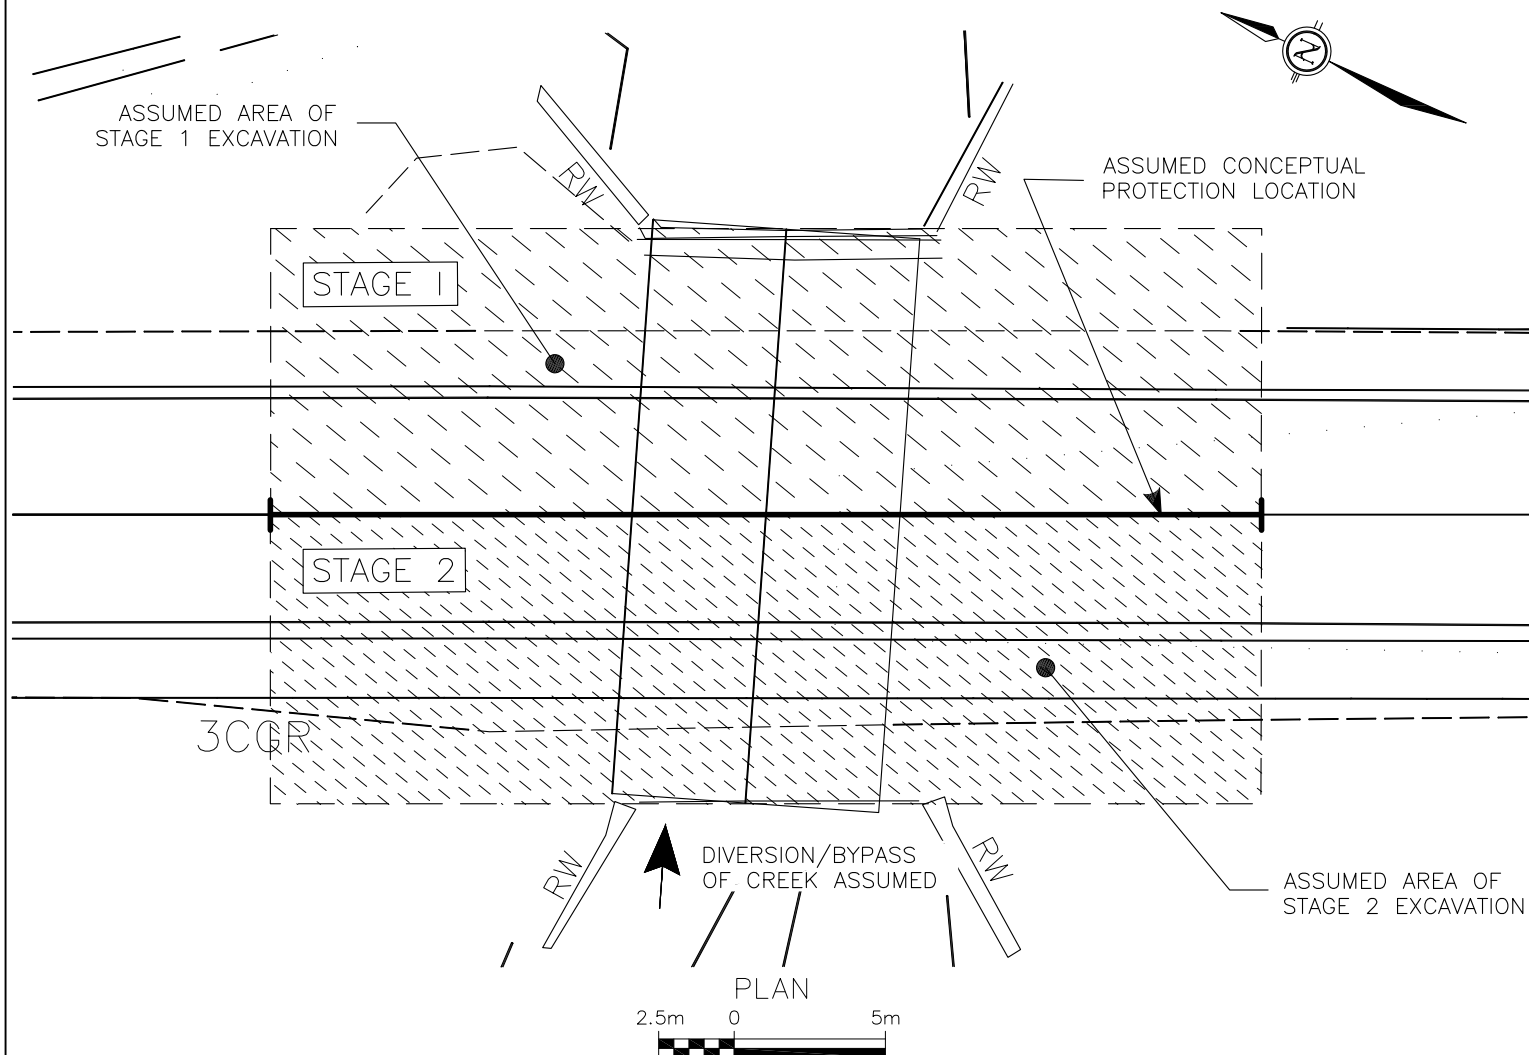 N
ASSUMED AREA OF
STAGE 1 EXCAVATION
RW
RW
ASSUMED CONCEPTUAL
PROTECTION LOCATION
STAGE 1
STAGE 2
3CGR
RW
DIVERSION/BYPASS
OF CREEK ASSUMED
RW
ASSUMED AREA OF
STAGE 2 EXCAVATION
PLAN
2.5m 0 5m